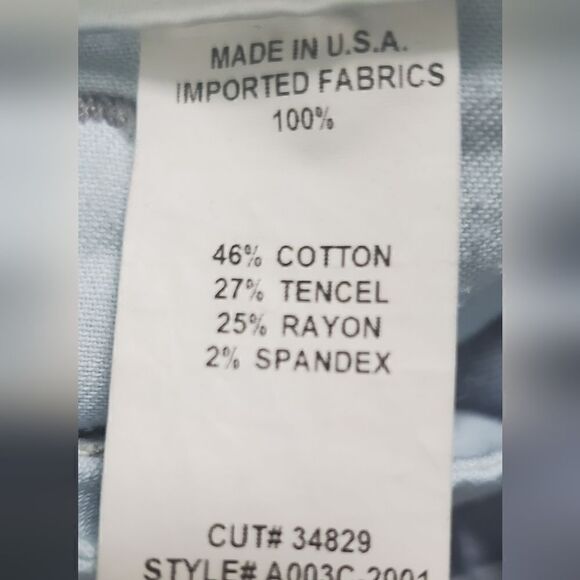 MADE IN U.S.A.
IMPORTED FABRICS
100%
46% COTTON
27% TENCEL
25% RAYON
2% SPANDEX
CUT# 34829
STYLE# A003C-2001